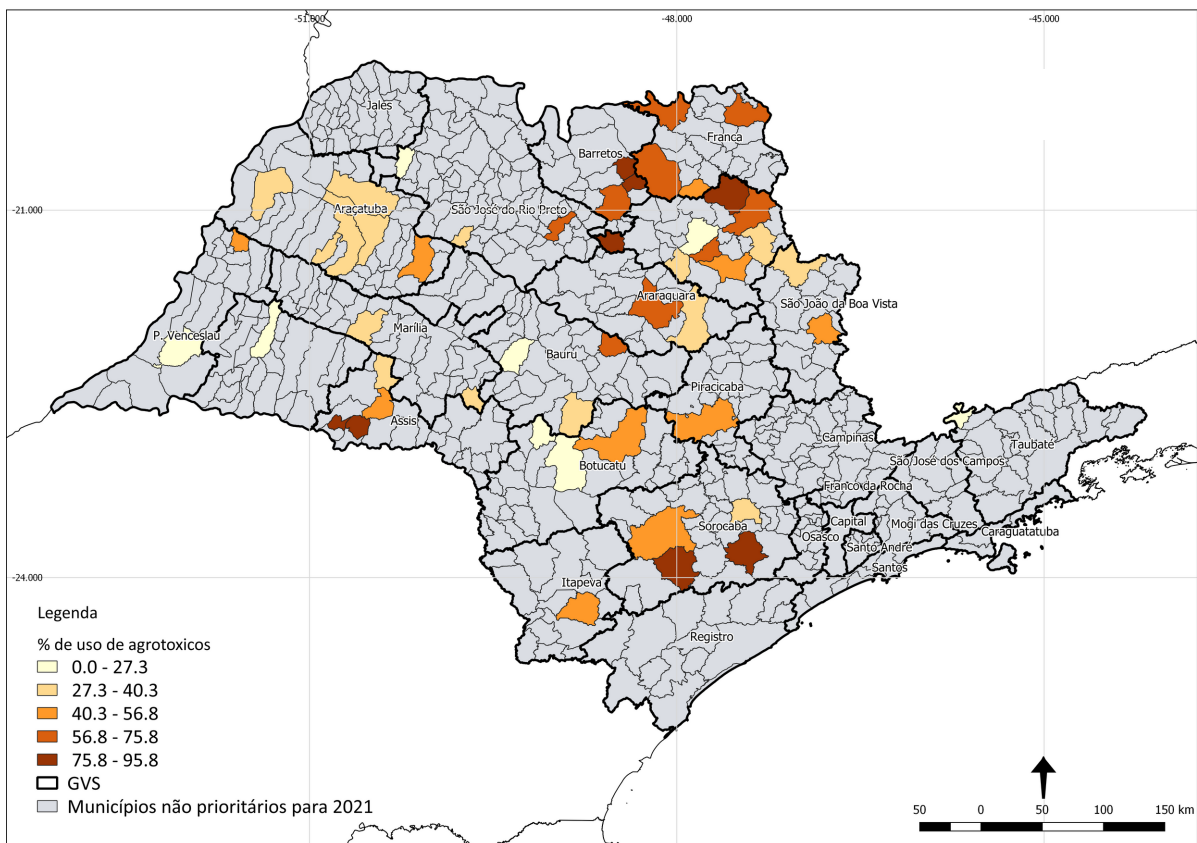 -51.000
-48.000
-45.000
Jales
Franca
Barretos
-21.000
Araçatuba
São José do Rio Preto
Araraquara
São João da Boa Vista
P. Venceslau
Marília
Bauru
Piracicaba
Assis
Campinas
Taubaté
Botucatu
São José dos Campos
Franco da Rocha
Sorocaba
Capital
Mogi das Cruzes
Osasco
Caraguatatuba
Santo André
Santos
-24.000
Itapeva
Registro
Legenda
% de uso de agrotoxicos
0.0 - 27.3
27.3 - 40.3
40.3 - 56.8
56.8 - 75.8
75.8 - 95.8
GVS
Municípios não prioritários para 2021
50 0 50 100 150 km